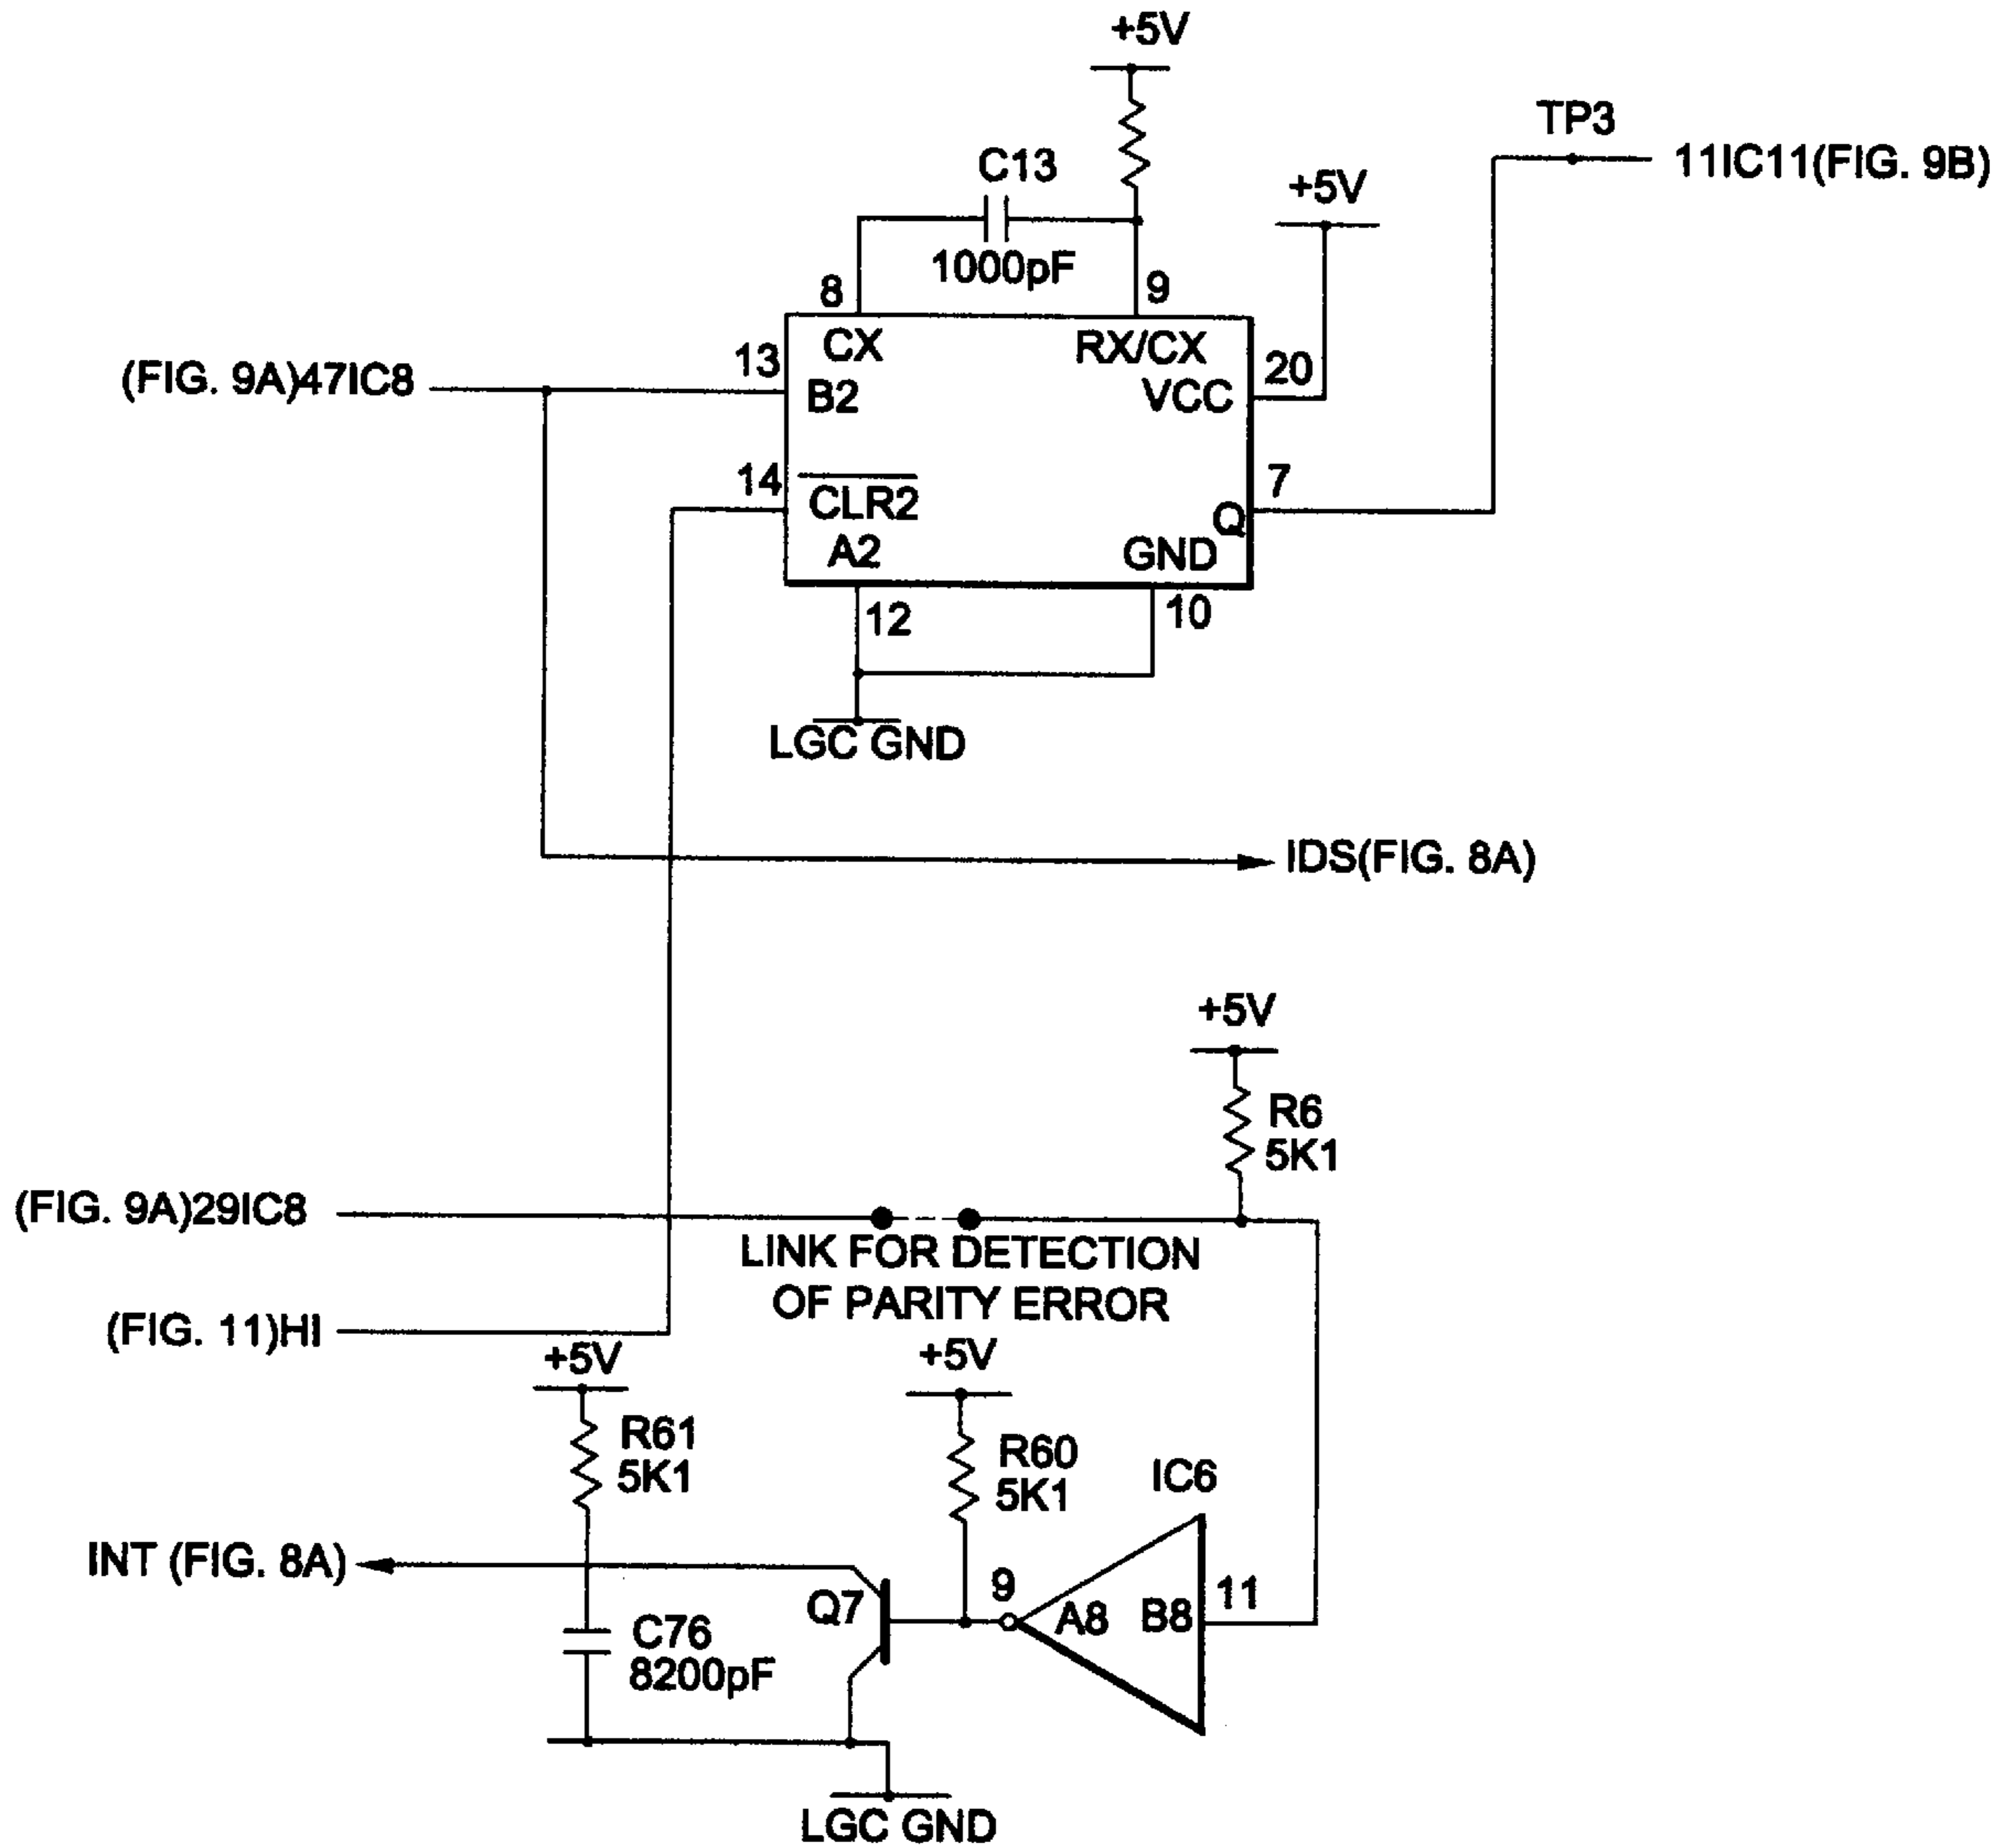 +5V
TP3
11IC11(FIG. 9B)
C13
+5V
1000pF
8
9
CX
RX/CX
13
20
(FIG. 9A)47IC8
B2
VCC
14
7
CLR2
Q
A2
GND
12
10
LGC GND
IDS(FIG. 8A)
+5V
R6
5K1
(FIG. 9A)29IC8
LINK FOR DETECTION
OF PARITY ERROR
(FIG. 11)HI
+5V
+5V
R61
5K1
R60
5K1
IC6
INT (FIG. 8A)
9
11
Q7
A8
B8
C76
8200pF
LGC GND